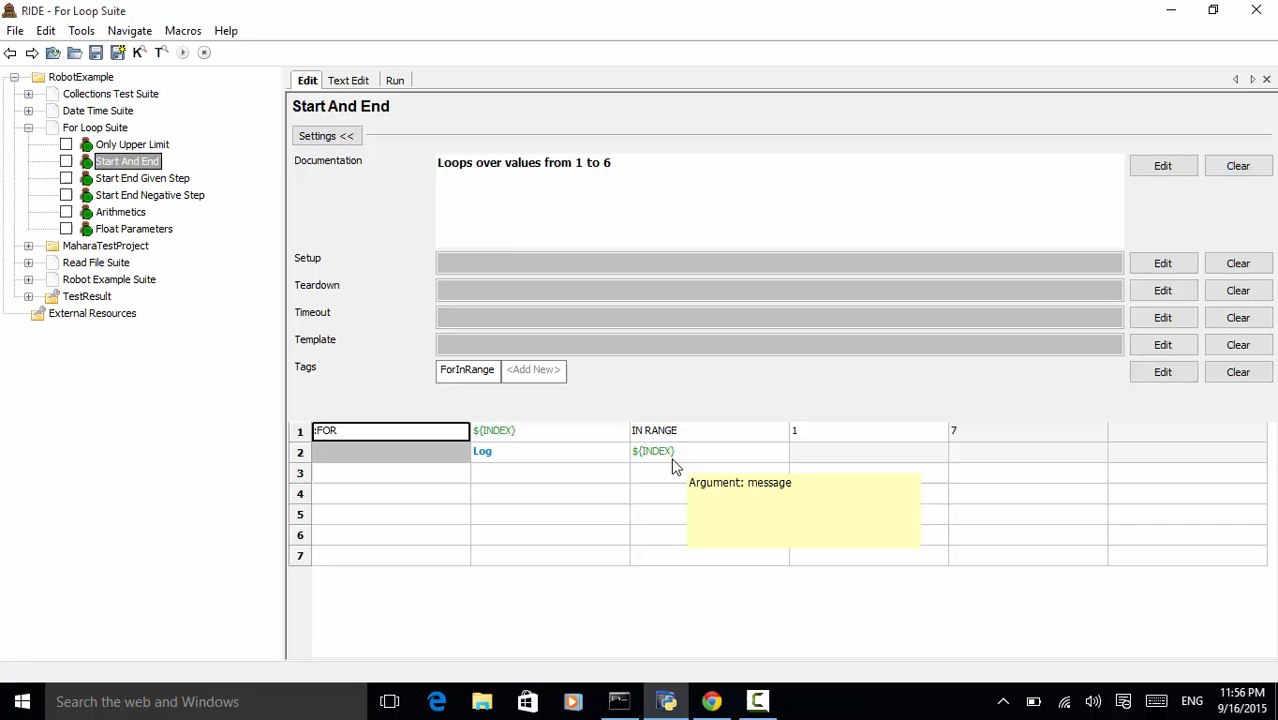 RIDE - For Loop Suite
File Edit Tools Navigate Macros Help
K T
RobotExample
Collections Test Suite
Date Time Suite
For Loop Suite
Only Upper Limit
Start And End
Start End Given Step
Start End Negative Step
Arithmetics
Float Parameters
MaharaTestProject
Read File Suite
Robot Example Suite
TestResult
External Resources
Edit Text Edit Run
Start And End
Settings <<
Documentation Loops over values from 1 to 6 Edit Clear
Setup Edit Clear
Teardown Edit Clear
Timeout Edit Clear
Template Edit Clear
Tags ForInRange <Add New> Edit Clear
1 :FOR ${INDEX} IN RANGE 1 7
2 Log ${INDEX}
3
Argument: message
4
5
6
7
Search the web and Windows
ENG
11:56 PM
9/16/2015